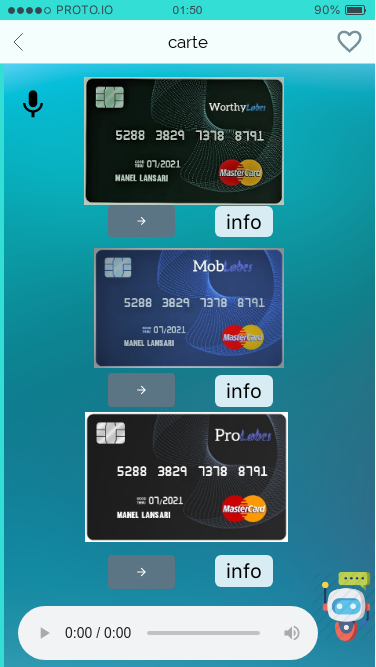 PROTO.IO 01:50 90%
carte
WorthyLabes
5288 3829 7378 8791
GOOD THRU 07/2021
MANEL LANSARI
MasterCard
→ info
MobLabes
5288 3829 7378 8791
07/2021
MANEL LANSARI
MasterCard
→ info
ProLabes
5288 3829 7378 8791
GOOD THRU 07/2021
MANEL LANSARI
MasterCard
→ info
0:00 / 0:00